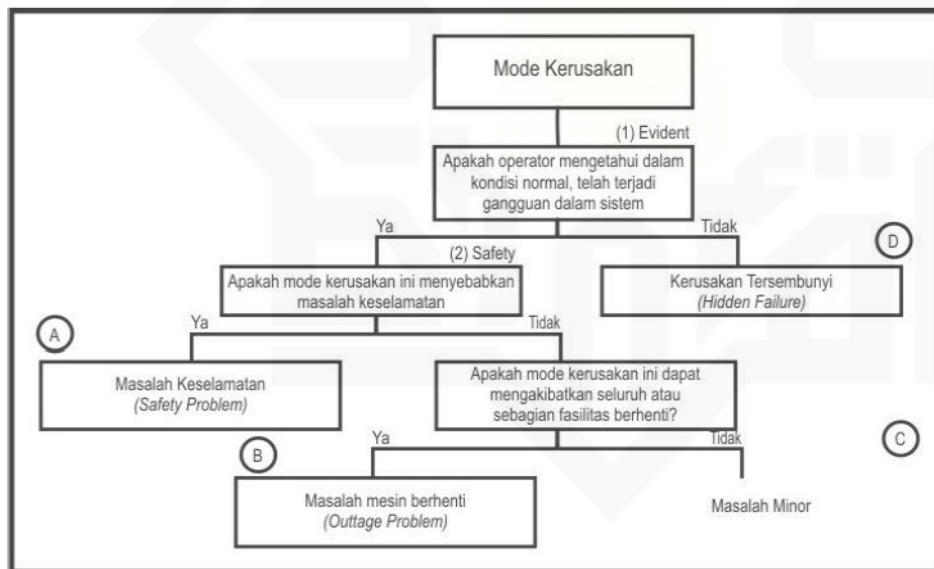 Mode Kerusakan
(1) Evident
Apakah operator mengetahui dalam
kondisi normal, telah terjadi
gangguan dalam sistem
Ya
Tidak
D
(2) Safety
Apakah mode kerusakan ini menyebabkan
masalah keselamatan
Kerusakan Tersembunyi
(Hidden Failure)
A
Ya
Tidak
Masalah Keselamatan
(Safety Problem)
Apakah mode kerusakan ini dapat
mengakibatkan seluruh atau
sebagian fasilitas berhenti?
B
Ya
Tidak
C
Masalah mesin berhenti
(Outtage Problem)
Masalah Minor